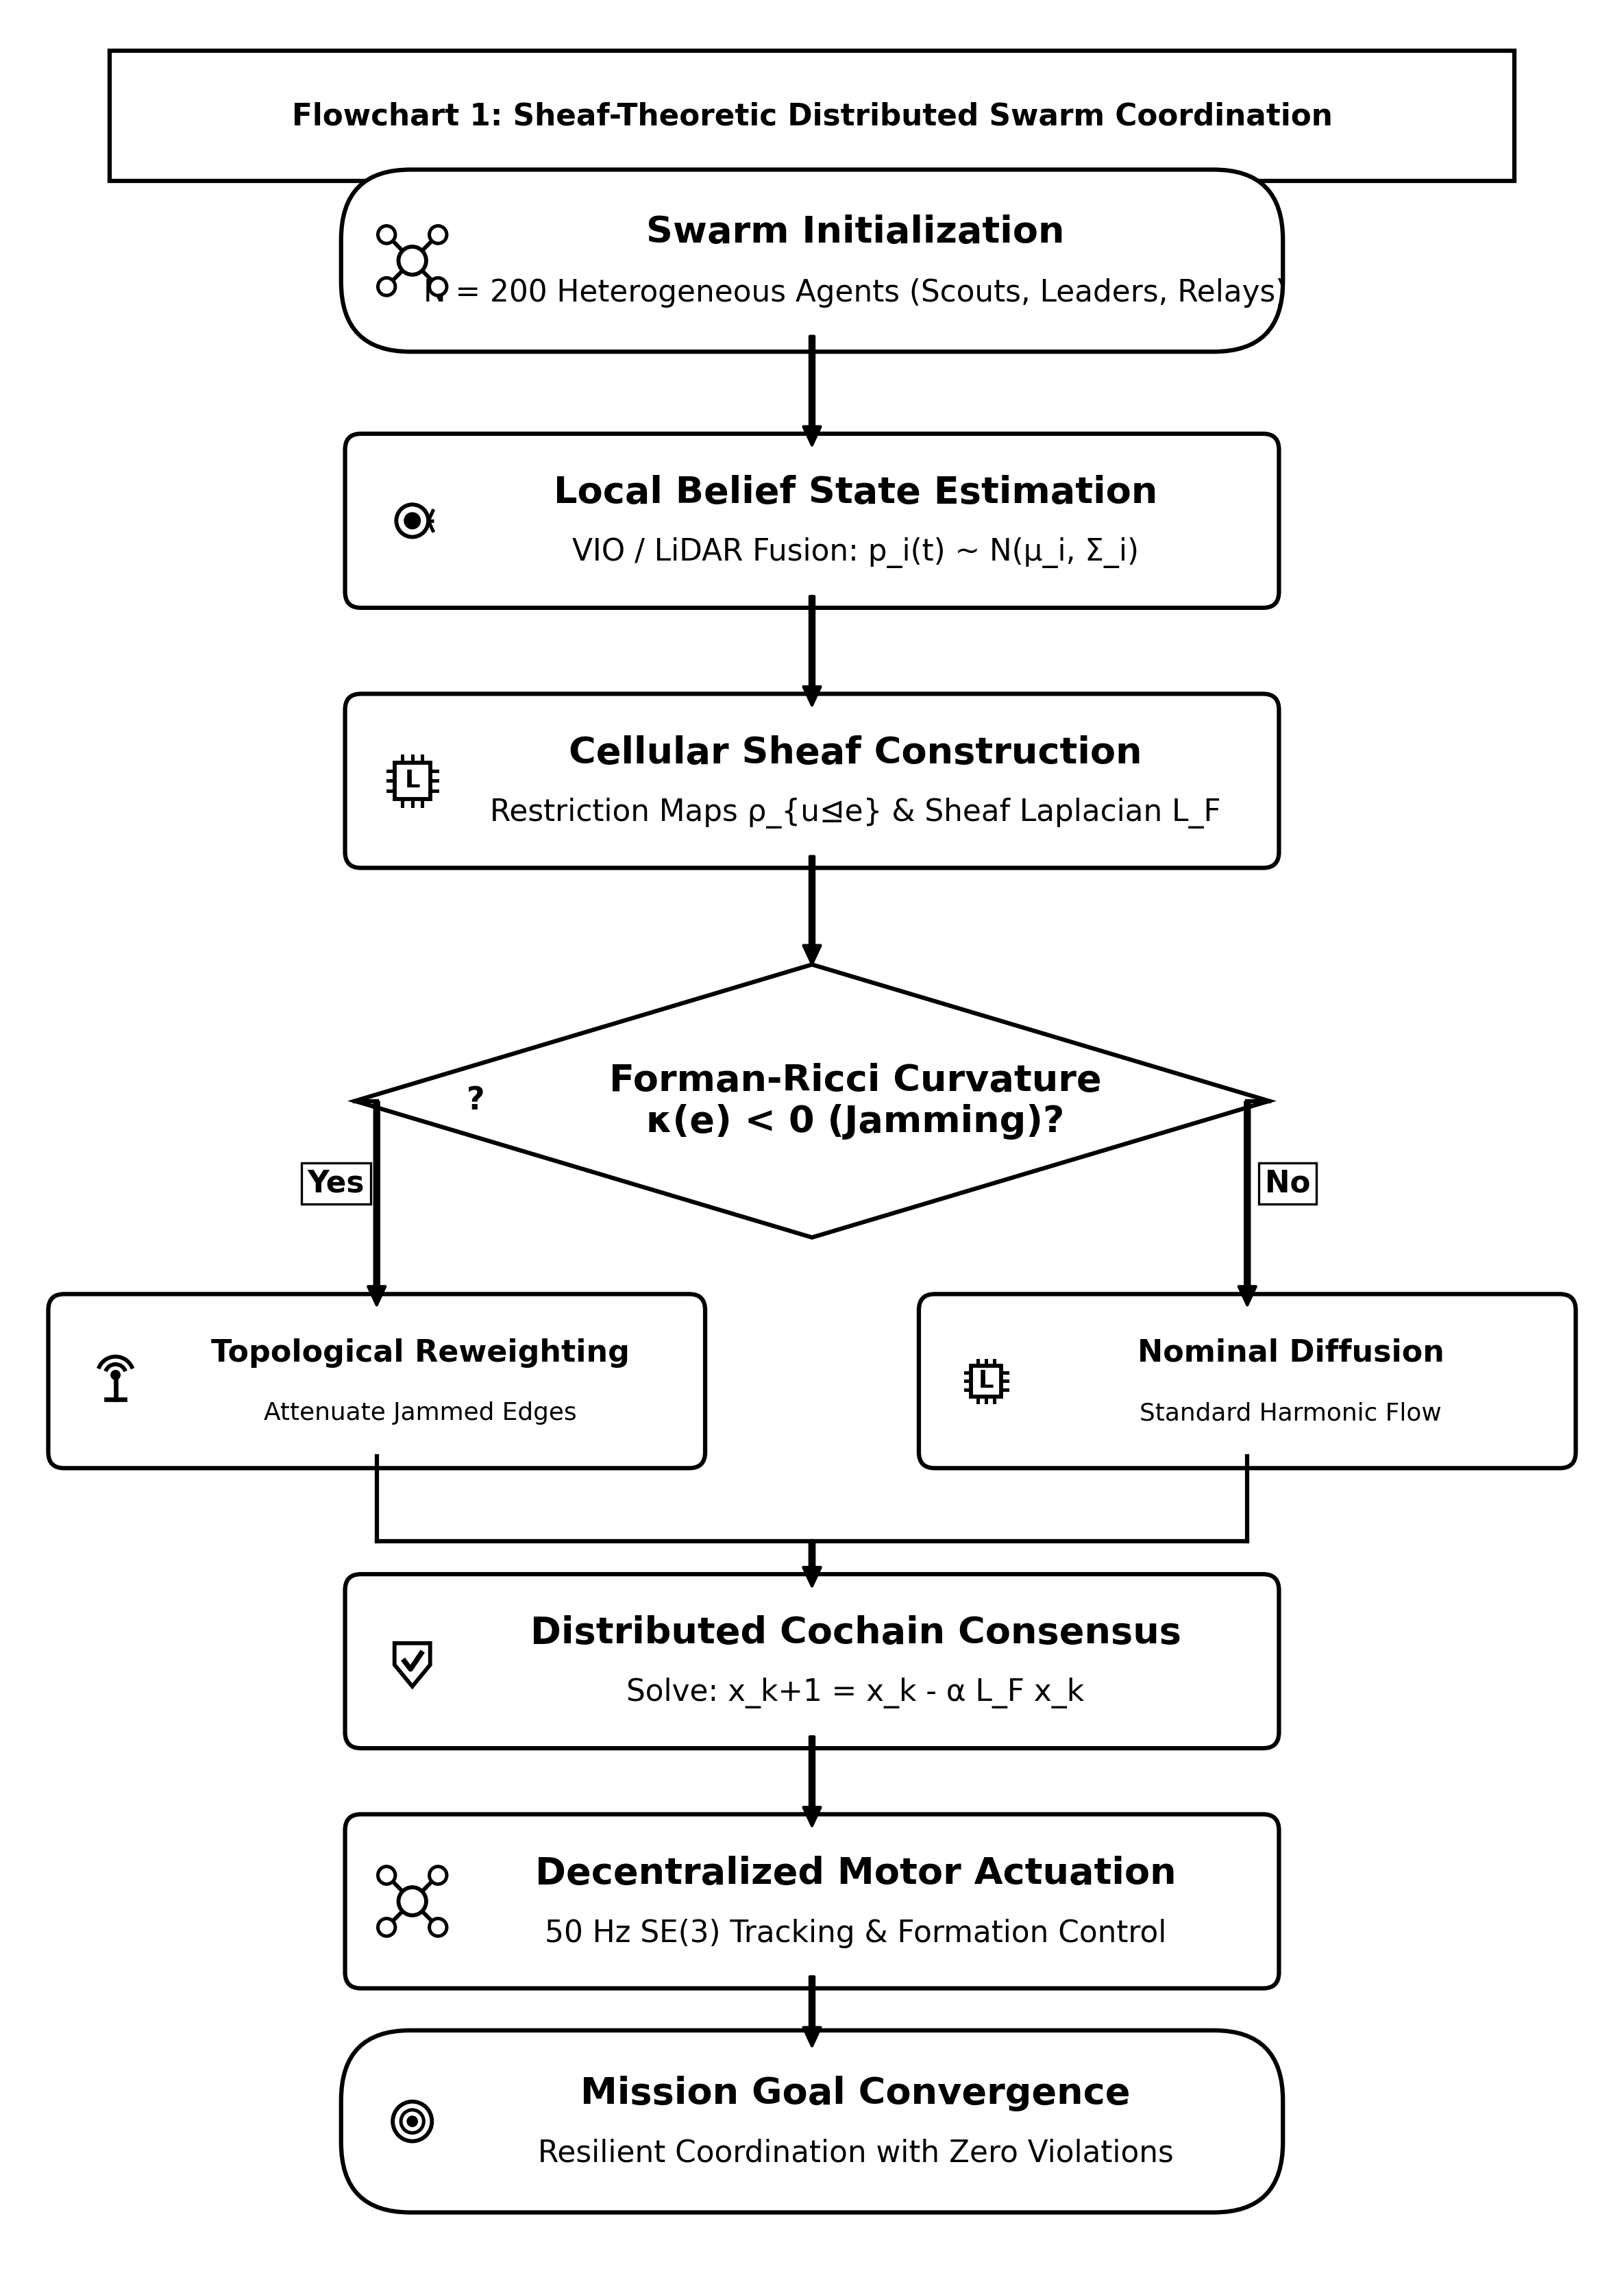 Flowchart 1: Sheaf-Theoretic Distributed Swarm Coordination
Swarm Initialization
N = 200 Heterogeneous Agents (Scouts, Leaders, Relays)
Local Belief State Estimation
VIO / LiDAR Fusion: p_i(t) ~ N(μ_i, Σ_i)
Cellular Sheaf Construction
L
Restriction Maps ρ_{u⊴e} & Sheaf Laplacian L_F
Forman-Ricci Curvature
?
κ(e) < 0 (Jamming)?
Yes
No
Topological Reweighting
Attenuate Jammed Edges
Nominal Diffusion
L
Standard Harmonic Flow
Distributed Cochain Consensus
Solve: x_k+1 = x_k - α L_F x_k
Decentralized Motor Actuation
50 Hz SE(3) Tracking & Formation Control
Mission Goal Convergence
Resilient Coordination with Zero Violations